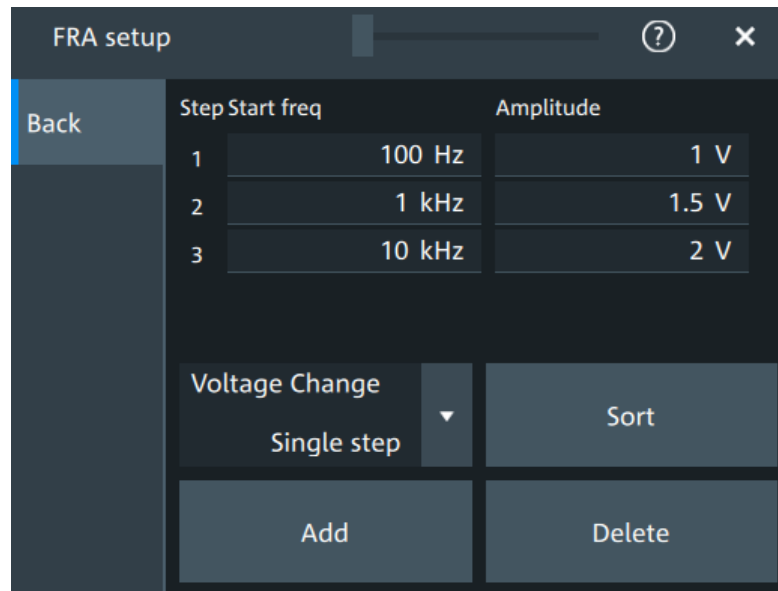 FRA setup
Back
Step Start freq Amplitude
1 100 Hz 1 V
2 1 kHz 1.5 V
3 10 kHz 2 V
Voltage Change
Single step
Sort
Add
Delete